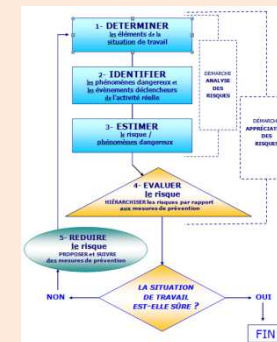 1- DETERMINER
les éléments de la
situation de travail
2- IDENTIFIER
les phénomènes dangereux et
les évènements déclencheurs
de l'activité réelle
3- ESTIMER
le risque /
phénomènes dangereux
DÉMARCHE
ANALYSE
DES
RISQUES
DÉMARCHE
APPRÉCIATION
DES
RISQUES
4- EVALUER
le risque
HIÉRARCHISER les risques par rapport
aux mesures de prévention
5- REDUIRE
le risque
PROPOSER et SUIVRE
des mesures de prévention
NON
LA SITUATION
DE TRAVAIL
EST-ELLE SÛRE ?
OUI
FIN